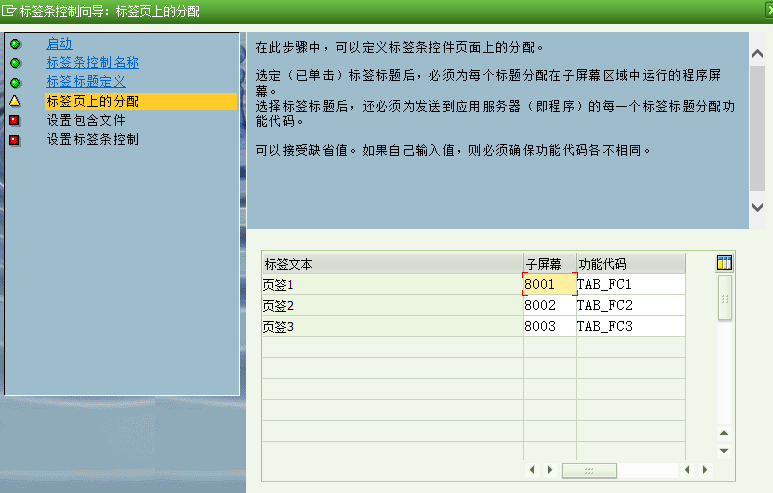 标签条控制向导：标签页上的分配
启动
标签条控制名称
标签标题定义
标签页上的分配
设置包含文件
设置标签条控制
在此步骤中，可以定义标签条控件页面上的分配。
选定（已单击）标签标题后，必须为每个标题分配在子屏幕区域中运行的程序屏
幕。
选择标签标题后，还必须为发送到应用服务器（即程序）的每一个标签标题分配功
能代码。
可以接受缺省值。如果自己输入值，则必须确保功能代码各不相同。
标签文本 子屏幕 功能代码
页签1 8001 TAB_FC1
页签2 8002 TAB_FC2
页签3 8003 TAB_FC3